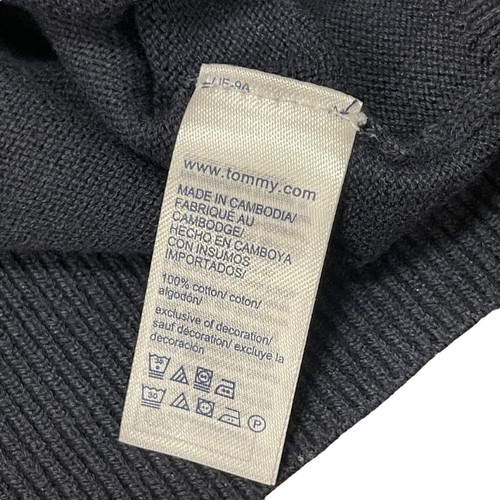 www.tommy.com
MADE IN CAMBODIA/
FABRIQUÉ AU
CAMBODGE/
HECHO EN CAMBOYA
CON INSUMOS
IMPORTADOS/
100% cotton/ coton/
algodón/
exclusive of decoration/
sauf décoration/ excluye la
decoración
30
P